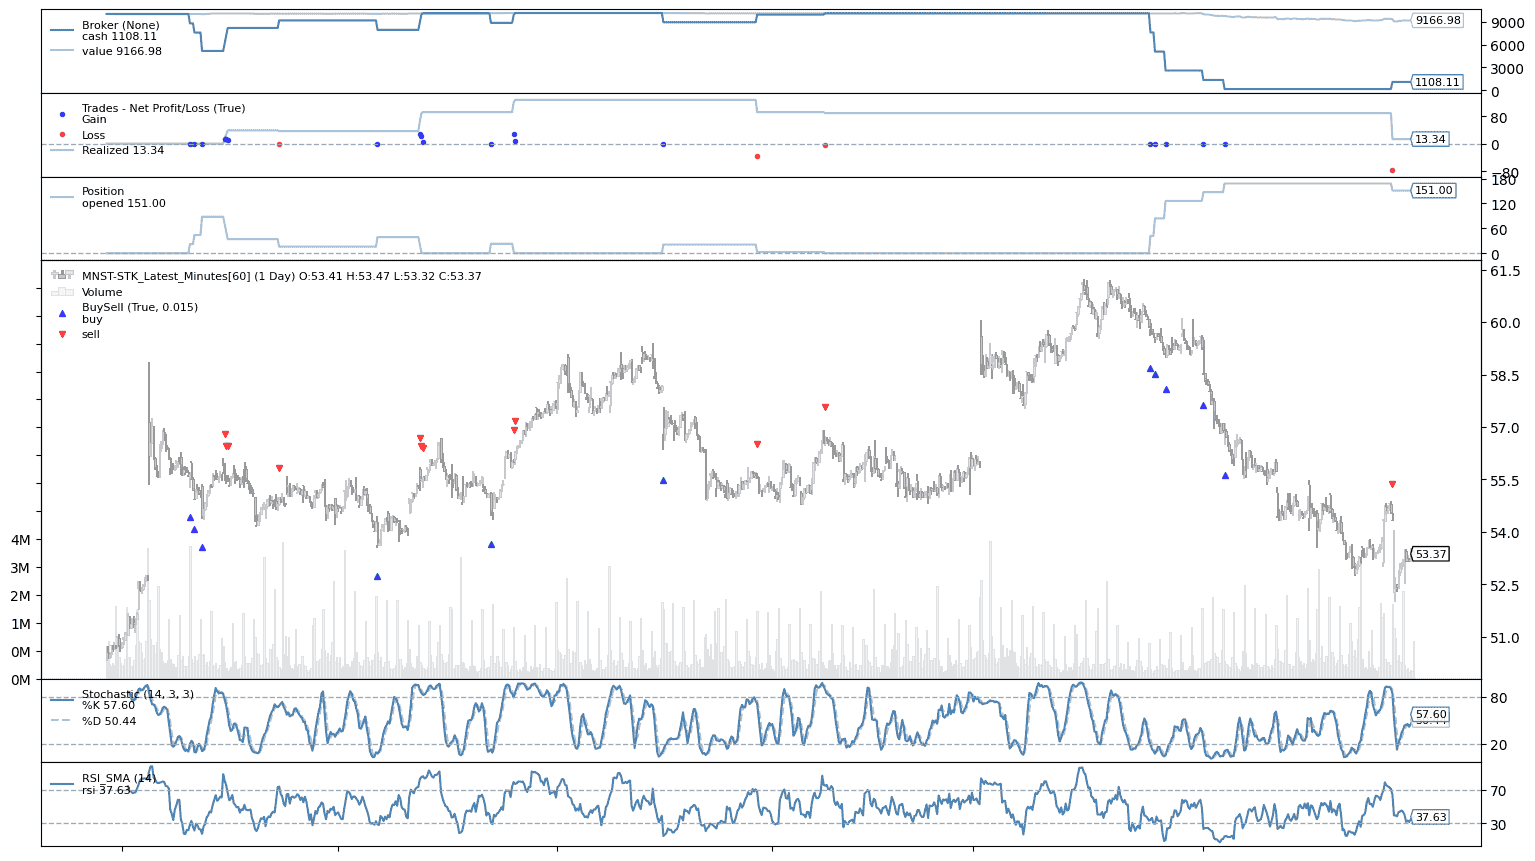 Broker (None)
cash 1108.11
value 9166.98
9166.98
9000
6000
3000
1108.11
0
Trades - Net Profit/Loss (True)
Gain
Loss
Realized 13.34
80
0
13.34
−80
Position
opened 151.00
180
151.00
120
60
0
MNST-STK_Latest_Minutes[60] (1 Day) O:53.41 H:53.47 L:53.32 C:53.37
Volume
BuySell (True, 0.015)
buy
sell
61.5
60.0
58.5
57.0
55.5
54.0
53.37
52.5
51.0
4M
3M
2M
1M
0M
0M
Stochastic (14, 3, 3)
%K 57.60
%D 50.44
80
57.60
20
RSI_SMA (14)
rsi 37.63
70
37.63
30